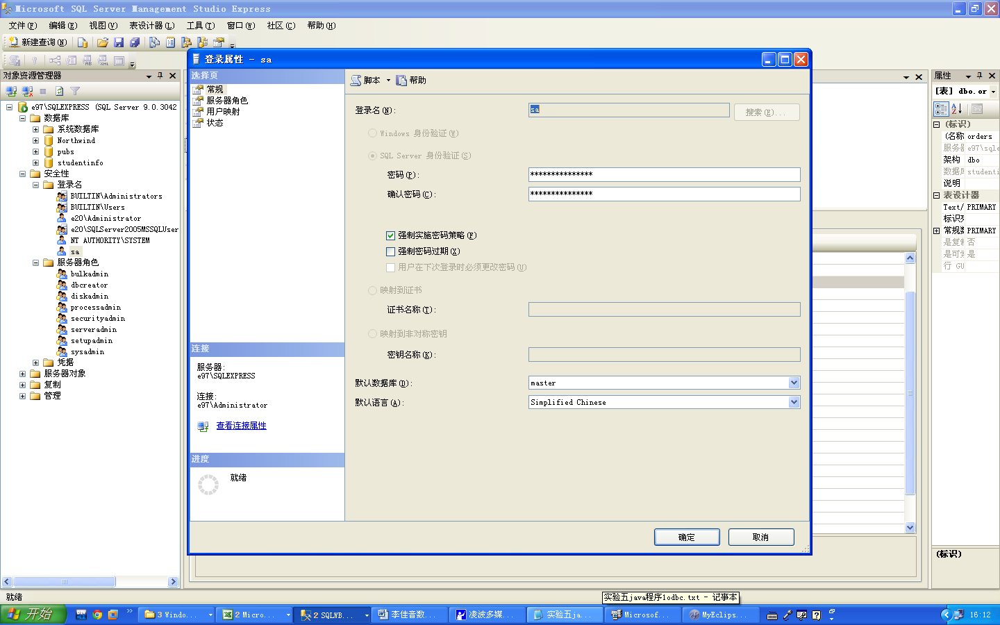 Microsoft SQL Server Management Studio Express
文件(F) 编辑(E) 视图(V) 表设计器(L) 工具(T) 窗口(W) 社区(C) 帮助(H)
新建查询(N)
对象资源管理器
e97\SQLEXPRESS (SQL Server 9.0.3042
数据库
系统数据库
Northwind
pubs
studentinfo
安全性
登录名
BUILTIN\Administrators
BUILTIN\Users
e20\Administrator
e20\SQLServer2005MSSQLUser
NT AUTHORITY\SYSTEM
sa
服务器角色
bulkadmin
dbcreator
diskadmin
processadmin
securityadmin
serveradmin
setupadmin
sysadmin
凭据
服务器对象
复制
管理
登录属性 - sa
选择页
常规
服务器角色
用户映射
状态
连接
服务器:
e97\SQLEXPRESS
连接:
e97\Administrator
查看连接属性
进度
就绪
脚本 帮助
登录名(N): sa 搜索(E)...
Windows 身份验证(W)
SQL Server 身份验证(S)
密码(P): ***************
确认密码(C): ***************
强制实施密码策略(F)
强制密码过期(X)
用户在下次登录时必须更改密码(U)
映射到证书
证书名称(T):
映射到非对称密钥
密钥名称(K):
默认数据库(D): master
默认语言(A): Simplified Chinese
确定 取消
属性
[表] dbo.or
(标识)
(名称 orders
服务器 e97\sqle
架构 dbo
数据库 studenti
说明
表设计器
Text/ PRIMARY
标识列
常规数 PRIMARY
是复制 否
是可索 是
行 GU
(标识)
就绪
实验五java程序1odbc.txt - 记事本
开始 3 Windo... 2 Micro... 2 SQLWB... 李佳音数... 凌波多媒... 实验五ja... Microsof... MyEclips... 16:12